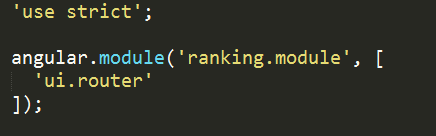 'use strict';
angular.module('ranking.module', [
  'ui.router'
]);